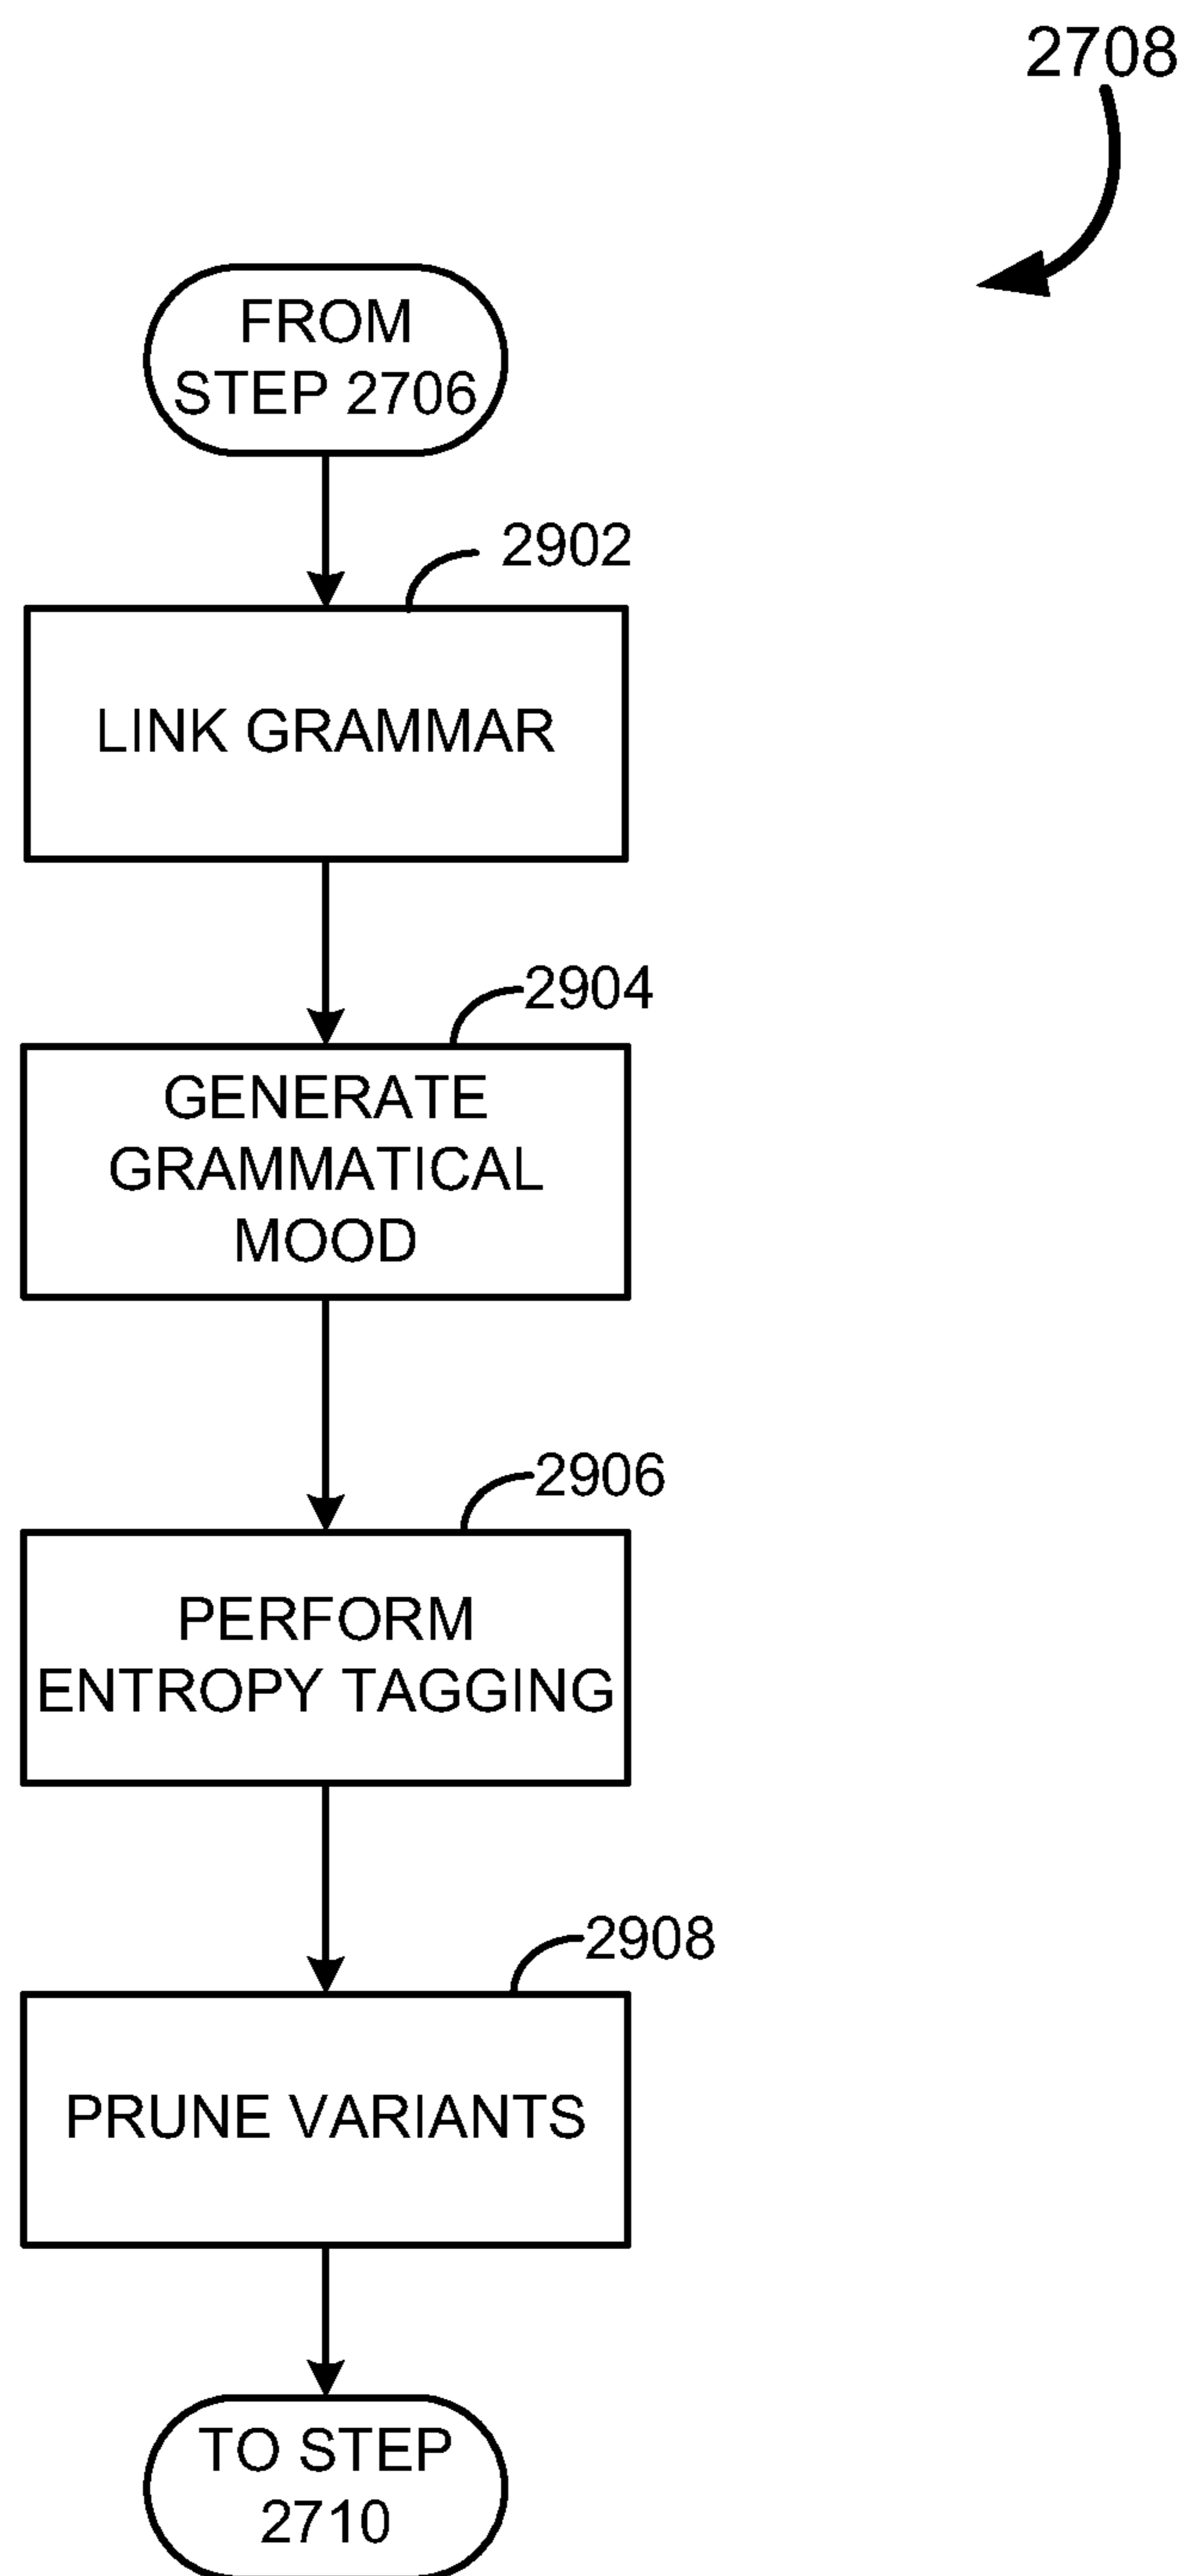 2708
FROM
STEP 2706
2902
LINK GRAMMAR
2904
GENERATE
GRAMMATICAL
MOOD
2906
PERFORM
ENTROPY TAGGING
2908
PRUNE VARIANTS
TO STEP
2710